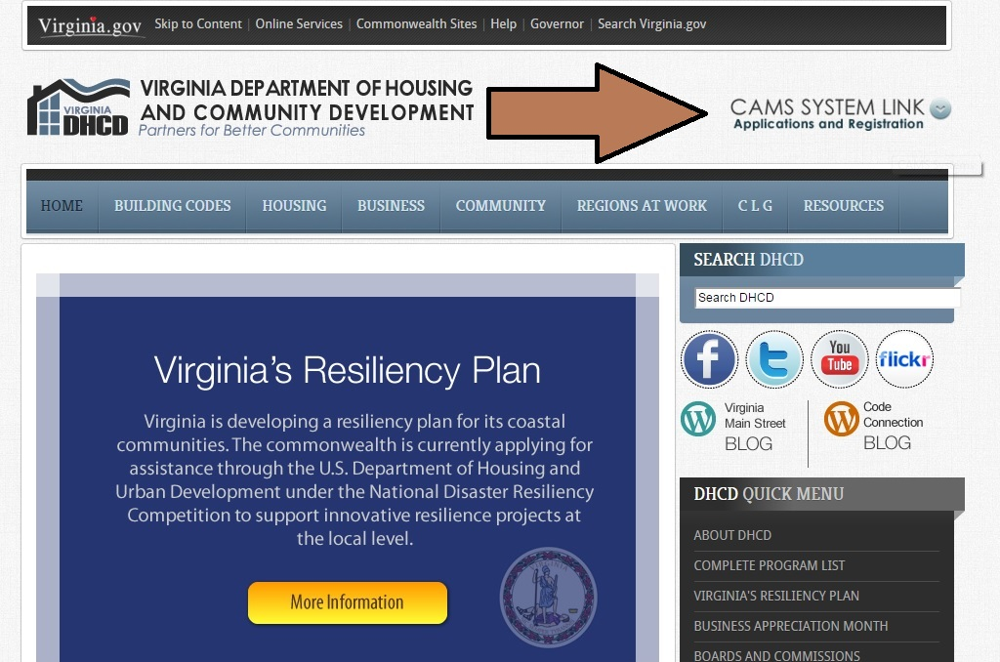 Virginia.gov Skip to Content | Online Services | Commonwealth Sites | Help | Governor | Search Virginia.gov
VIRGINIA
DHCD
VIRGINIA DEPARTMENT OF HOUSING
AND COMMUNITY DEVELOPMENT
Partners for Better Communities
CAMS SYSTEM LINK
Applications and Registration
HOME BUILDING CODES HOUSING BUSINESS COMMUNITY REGIONS AT WORK C L G RESOURCES
Virginia's Resiliency Plan
Virginia is developing a resiliency plan for its coastal
communities. The commonwealth is currently applying for
assistance through the U.S. Department of Housing and
Urban Development under the National Disaster Resiliency
Competition to support innovative resilience projects at
the local level.
More Information
SEARCH DHCD
Search DHCD
f
t
You
Tube
flickr
Virginia
Main Street
BLOG
Code
Connection
BLOG
DHCD QUICK MENU
ABOUT DHCD
COMPLETE PROGRAM LIST
VIRGINIA'S RESILIENCY PLAN
BUSINESS APPRECIATION MONTH
BOARDS AND COMMISSIONS